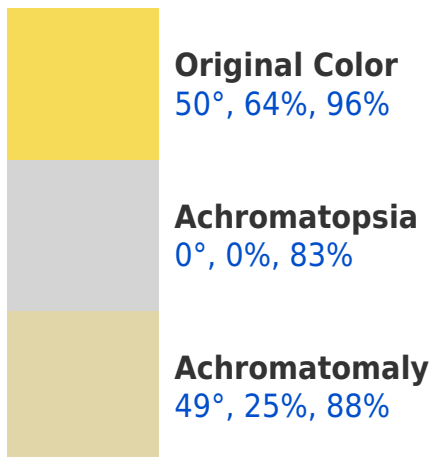 Original Color
50°, 64%, 96%
Achromatopsia
0°, 0%, 83%
Achromatomaly
49°, 25%, 88%